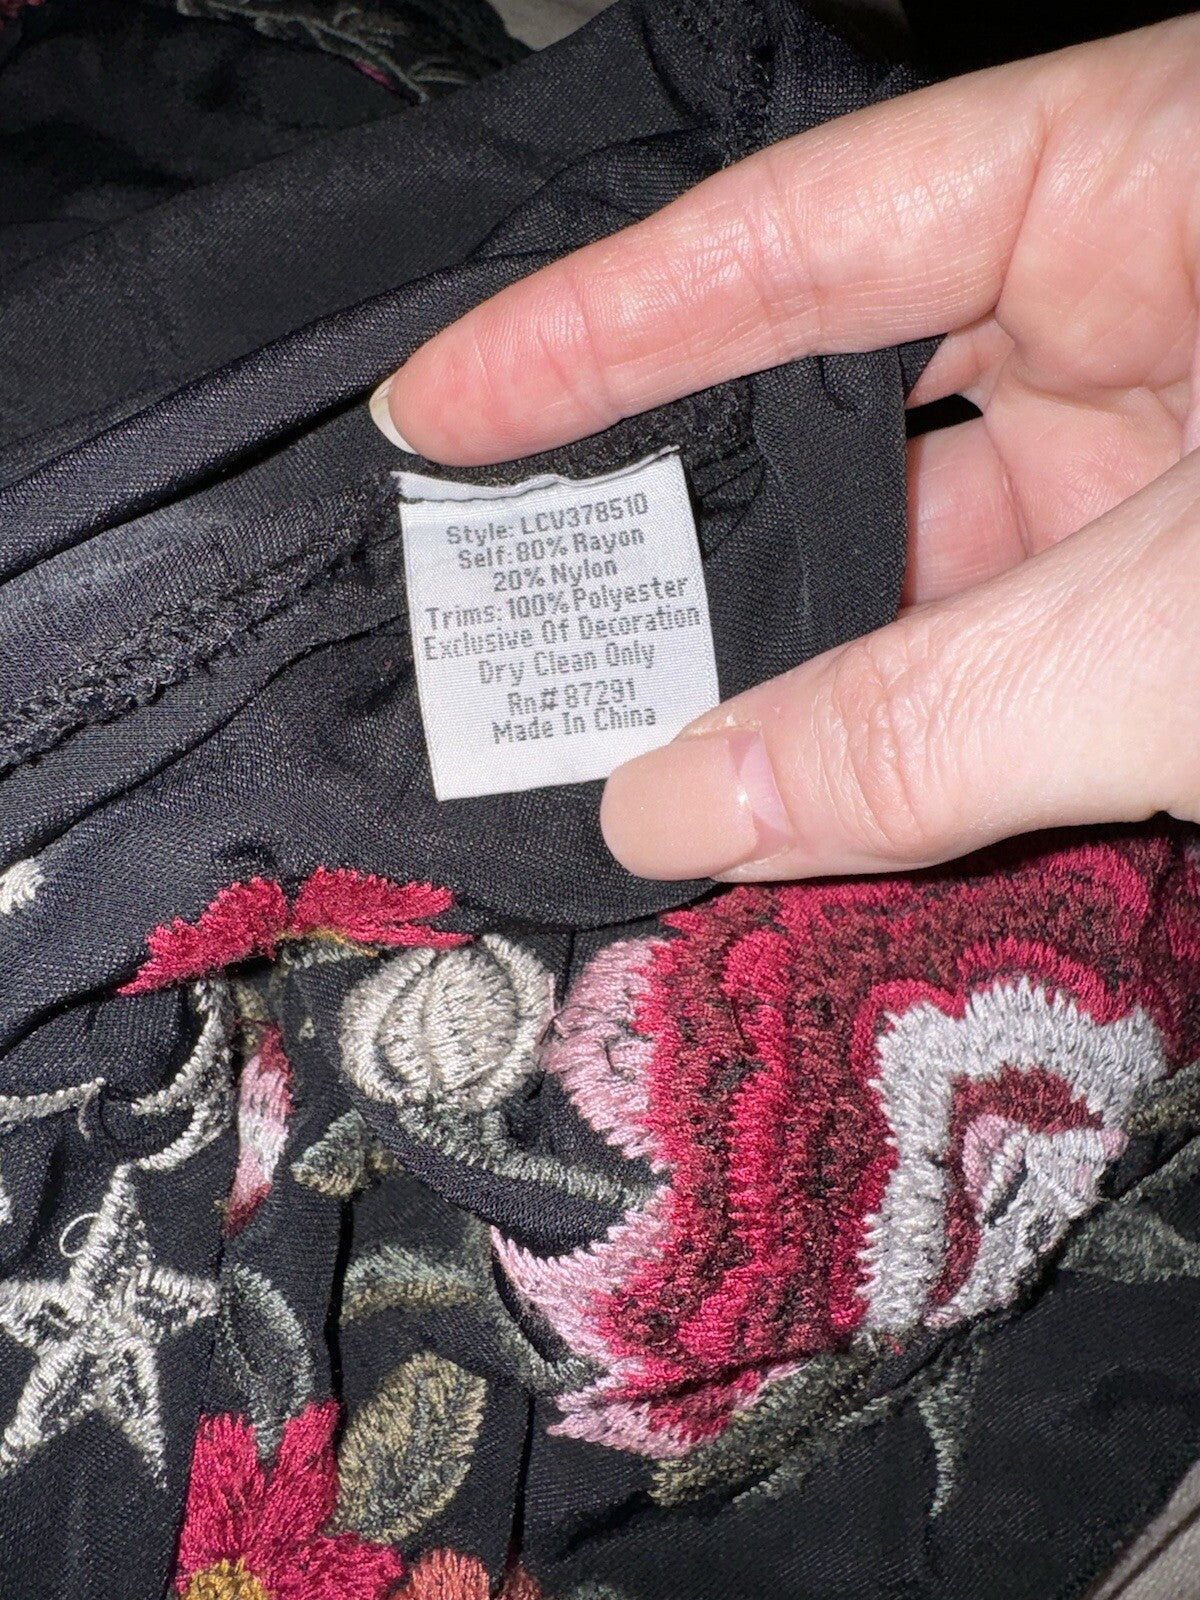 Style: LCV378510
Self:80% Rayon
20% Nylon
Trims: 100% Polyester
Exclusive Of Decoration
Dry Clean Only
Rn# 87291
Made In China